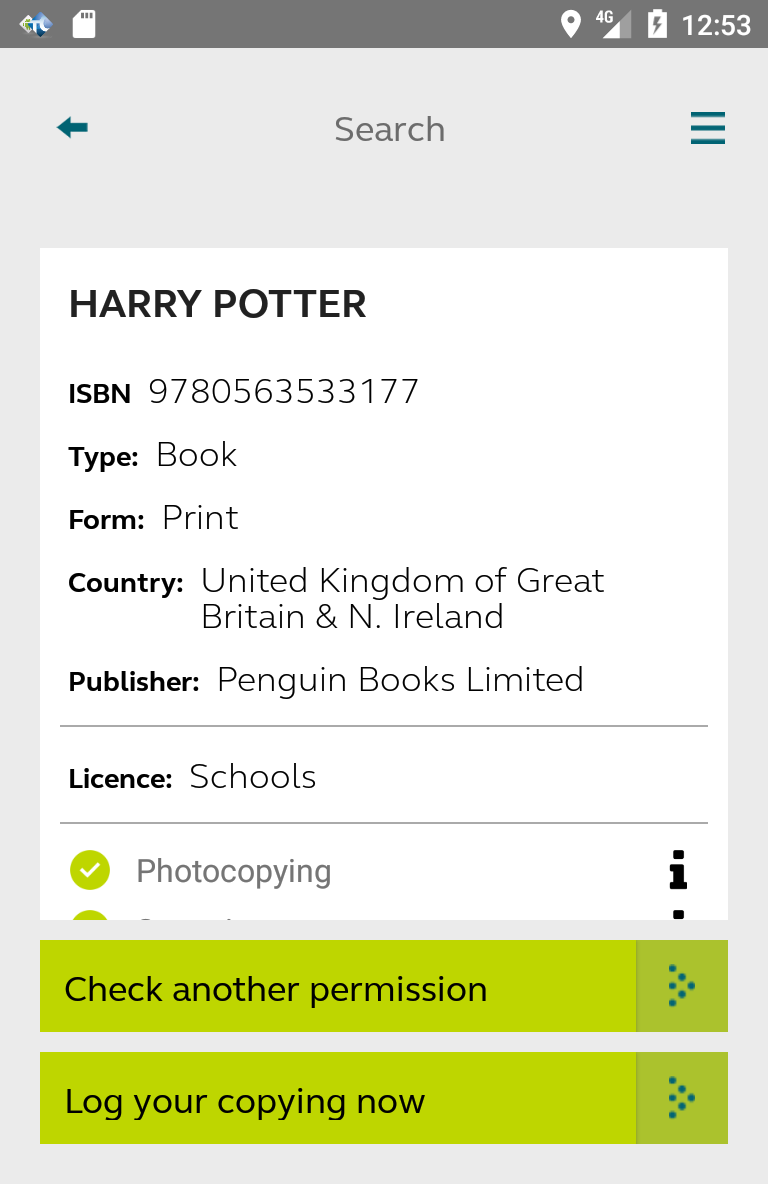 4G 12:53
Search
HARRY POTTER
ISBN 9780563533177
Type: Book
Form: Print
Country: United Kingdom of Great
Britain & N. Ireland
Publisher: Penguin Books Limited
Licence: Schools
Photocopying
Check another permission
Log your copying now